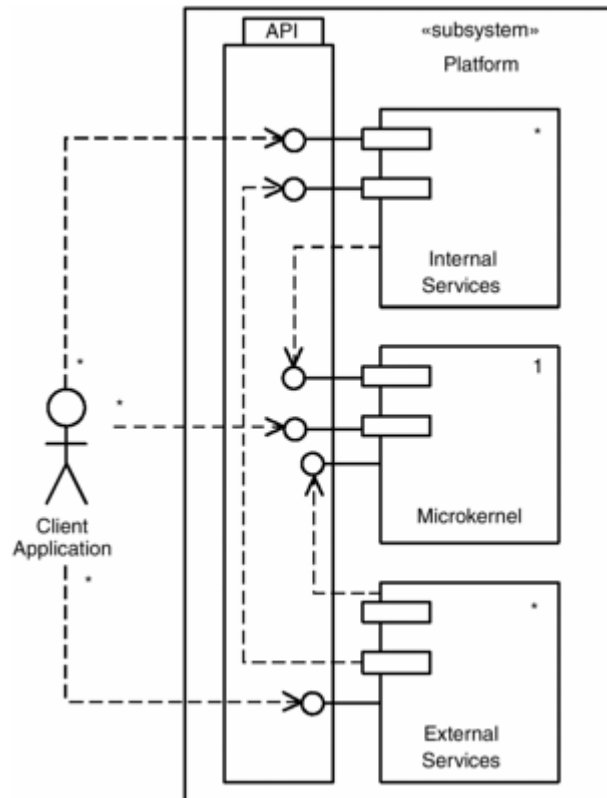 API
«subsystem»
Platform
*
Internal
Services
*
*
1
Microkernel
Client
Application
*
*
External
Services